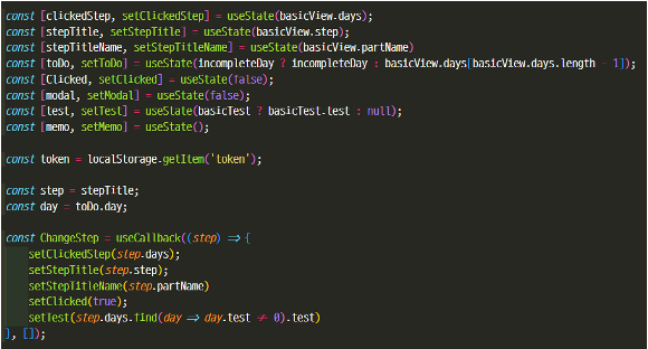 const [clickedStep, setClickedStep] = useState(basicView.days);
const [stepTitle, setStepTitle] = useState(basicView.step);
const [stepTitleName, setStepTitleName] = useState(basicView.partName)
const [toDo, setToDo] = useState(incompleteDay ? incompleteDay : basicView.days[basicView.days.length - 1]);
const [Clicked, setClicked] = useState(false);
const [modal, setModal] = useState(false);
const [test, setTest] = useState(basicTest ? basicTest.test : null);
const [memo, setMemo] = useState();
const token = localStorage.getItem('token');
const step = stepTitle;
const day = toDo.day;
const ChangeStep = useCallback((step) ⇒ {
setClickedStep(step.days);
setStepTitle(step.step);
setStepTitleName(step.partName)
setClicked(true);
setTest(step.days.find(day ⇒ day.test ≠ 0).test)
}, []);